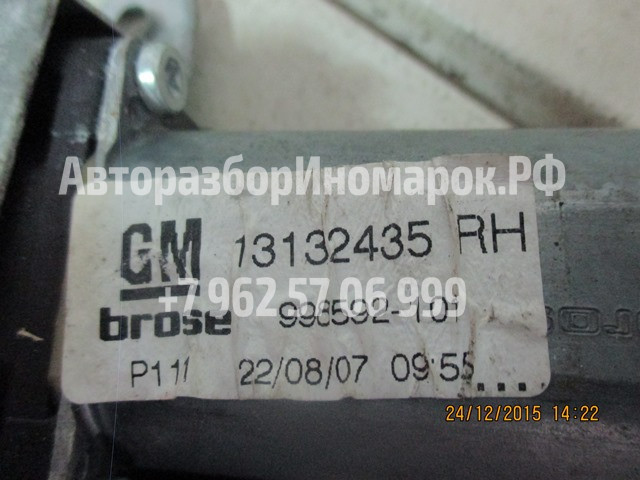 АвторазборИномарок.РФ
GM 13132435 RH
+7 962 57 06 999
brose 998592-101
P111 22/08/07 09:55...
24/12/2015 14:22